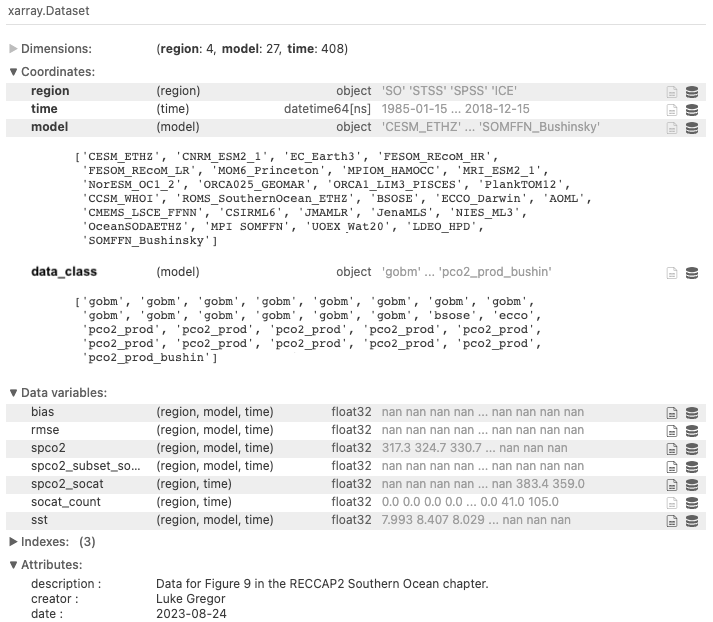 xarray.Dataset
Dimensions: (region: 4, model: 27, time: 408)
Coordinates:
region (region) object 'SO' 'STSS' 'SPSS' 'ICE'
time (time) datetime64[ns] 1985-01-15 ... 2018-12-15
model (model) object 'CESM_ETHZ' ... 'SOMFFN_Bushinsky'
['CESM_ETHZ', 'CNRM_ESM2_1', 'EC_Earth3', 'FESOM_REcoM_HR',
'FESOM_REcoM_LR', 'MOM6_Princeton', 'MPIOM_HAMOCC', 'MRI_ESM2_1',
'NorESM_OC1_2', 'ORCA025_GEOMAR', 'ORCA1_LIM3_PISCES', 'PlankTOM12',
'CCSM_WHOI', 'ROMS_SouthernOcean_ETHZ', 'BSOSE', 'ECCO_Darwin', 'AOML',
'CMEMS_LSCE_FFNN', 'CSIRML6', 'JMAMLR', 'JenaMLS', 'NIES_ML3',
'OceanSODAETHZ', 'MPI SOMFFN', 'UOEX_Wat20', 'LDEO_HPD',
'SOMFFN_Bushinsky']
data_class (model) object 'gobm' ... 'pco2_prod_bushin'
['gobm', 'gobm', 'gobm', 'gobm', 'gobm', 'gobm', 'gobm', 'gobm',
'gobm', 'gobm', 'gobm', 'gobm', 'gobm', 'gobm', 'bsose', 'ecco',
'pco2_prod', 'pco2_prod', 'pco2_prod', 'pco2_prod', 'pco2_prod',
'pco2_prod', 'pco2_prod', 'pco2_prod', 'pco2_prod', 'pco2_prod',
'pco2_prod_bushin']
Data variables:
bias (region, model, time) float32 nan nan nan nan ... nan nan nan nan
rmse (region, model, time) float32 nan nan nan nan ... nan nan nan nan
spco2 (region, model, time) float32 317.3 324.7 330.7 ... nan nan nan
spco2_subset_so... (region, model, time) float32 nan nan nan nan ... nan nan nan nan
spco2_socat (region, time) float32 nan nan nan nan ... nan 383.4 359.0
socat_count (region, time) float32 0.0 0.0 0.0 0.0 ... 0.0 41.0 105.0
sst (region, model, time) float32 7.993 8.407 8.029 ... nan nan nan
Indexes: (3)
Attributes:
description : Data for Figure 9 in the RECCAP2 Southern Ocean chapter.
creator : Luke Gregor
date : 2023-08-24